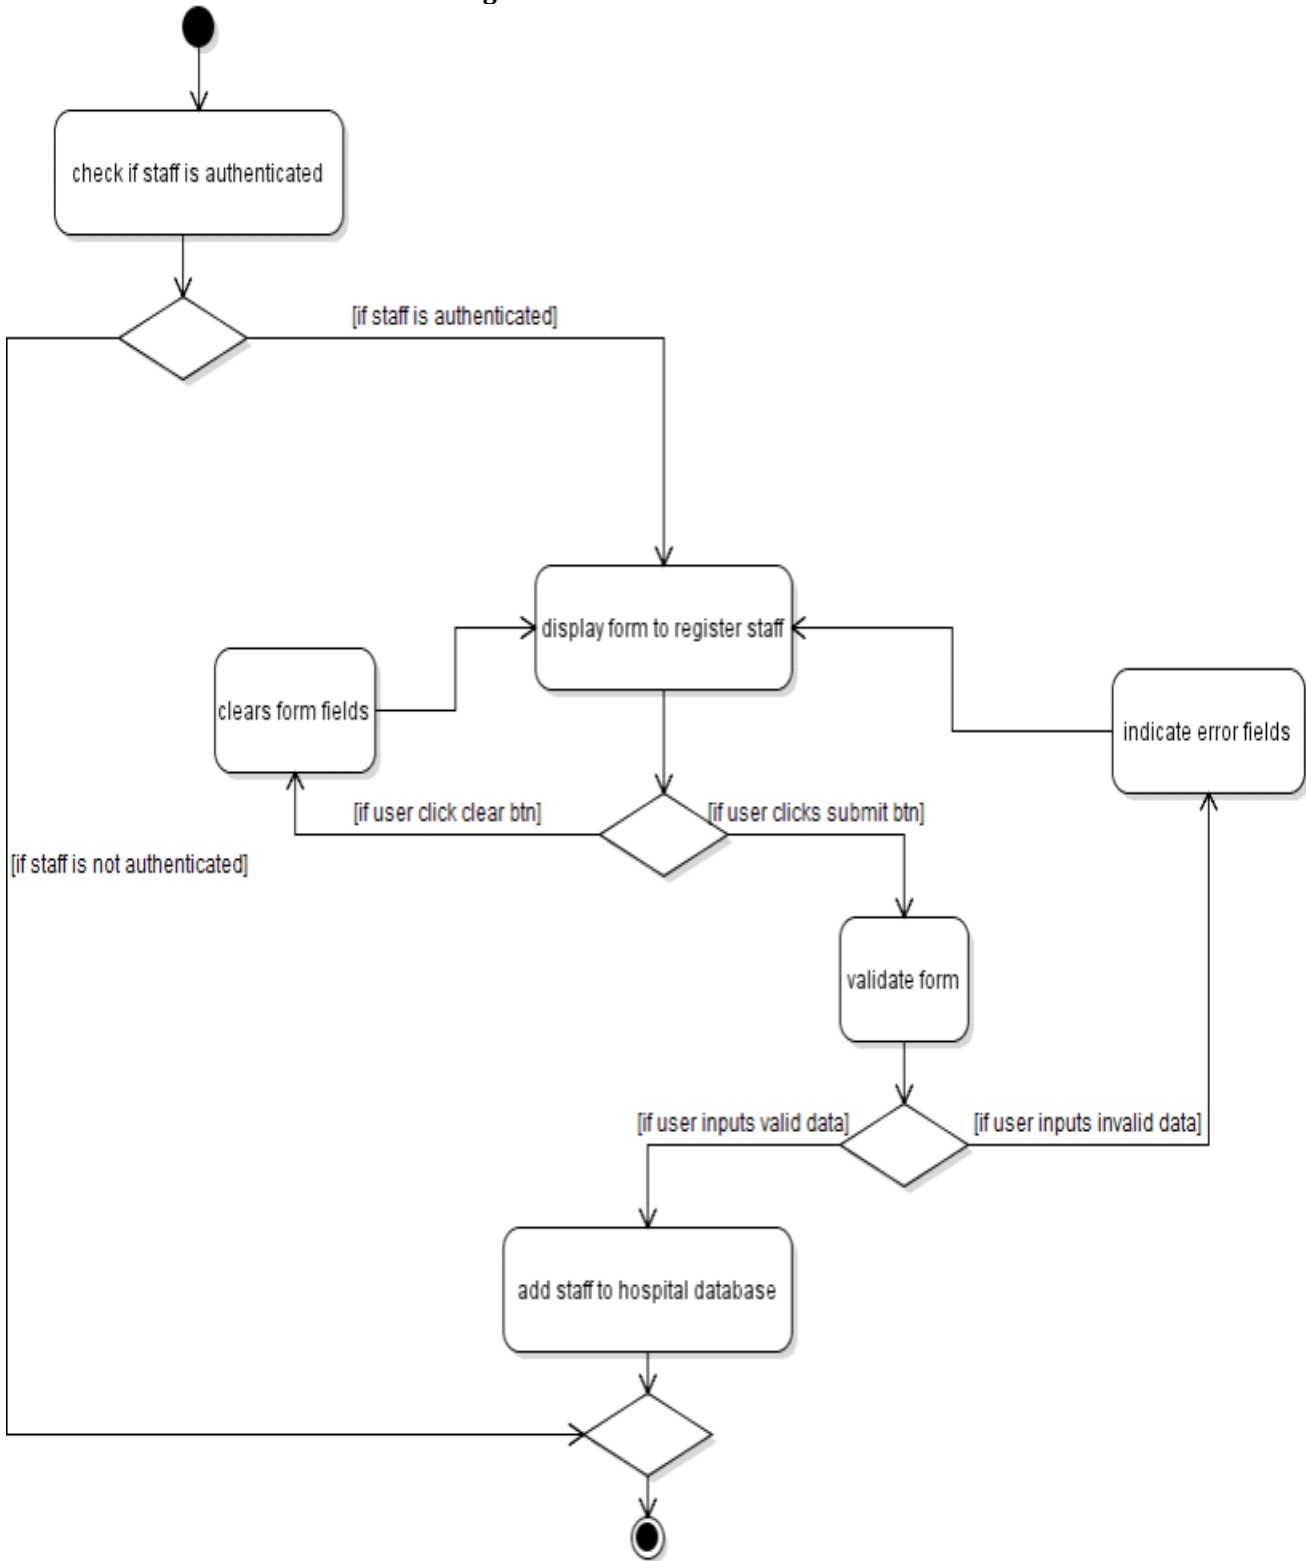 check if staff is authenticated
[if staff is authenticated]
display form to register staff
clears form fields
indicate error fields
[if user click clear btn]
[if user clicks submit btn]
[if staff is not authenticated]
validate form
[if user inputs valid data]
[if user inputs invalid data]
add staff to hospital database